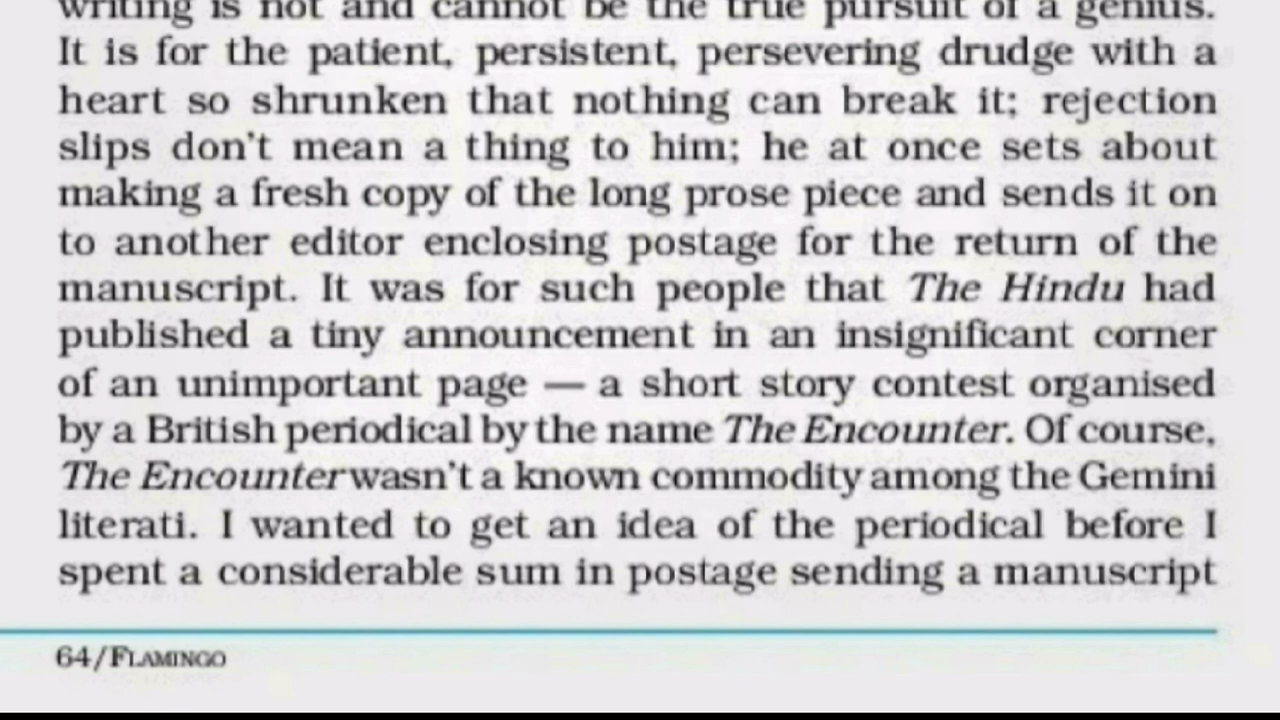 writing is not and cannot be the true pursuit of a genius.
It is for the patient, persistent, persevering drudge with a
heart so shrunken that nothing can break it; rejection
slips don't mean a thing to him; he at once sets about
making a fresh copy of the long prose piece and sends it on
to another editor enclosing postage for the return of the
manuscript. It was for such people that The Hindu had
published a tiny announcement in an insignificant corner
of an unimportant page — a short story contest organised
by a British periodical by the name The Encounter. Of course,
The Encounter wasn't a known commodity among the Gemini
literati. I wanted to get an idea of the periodical before I
spent a considerable sum in postage sending a manuscript
64/FLAMINGO